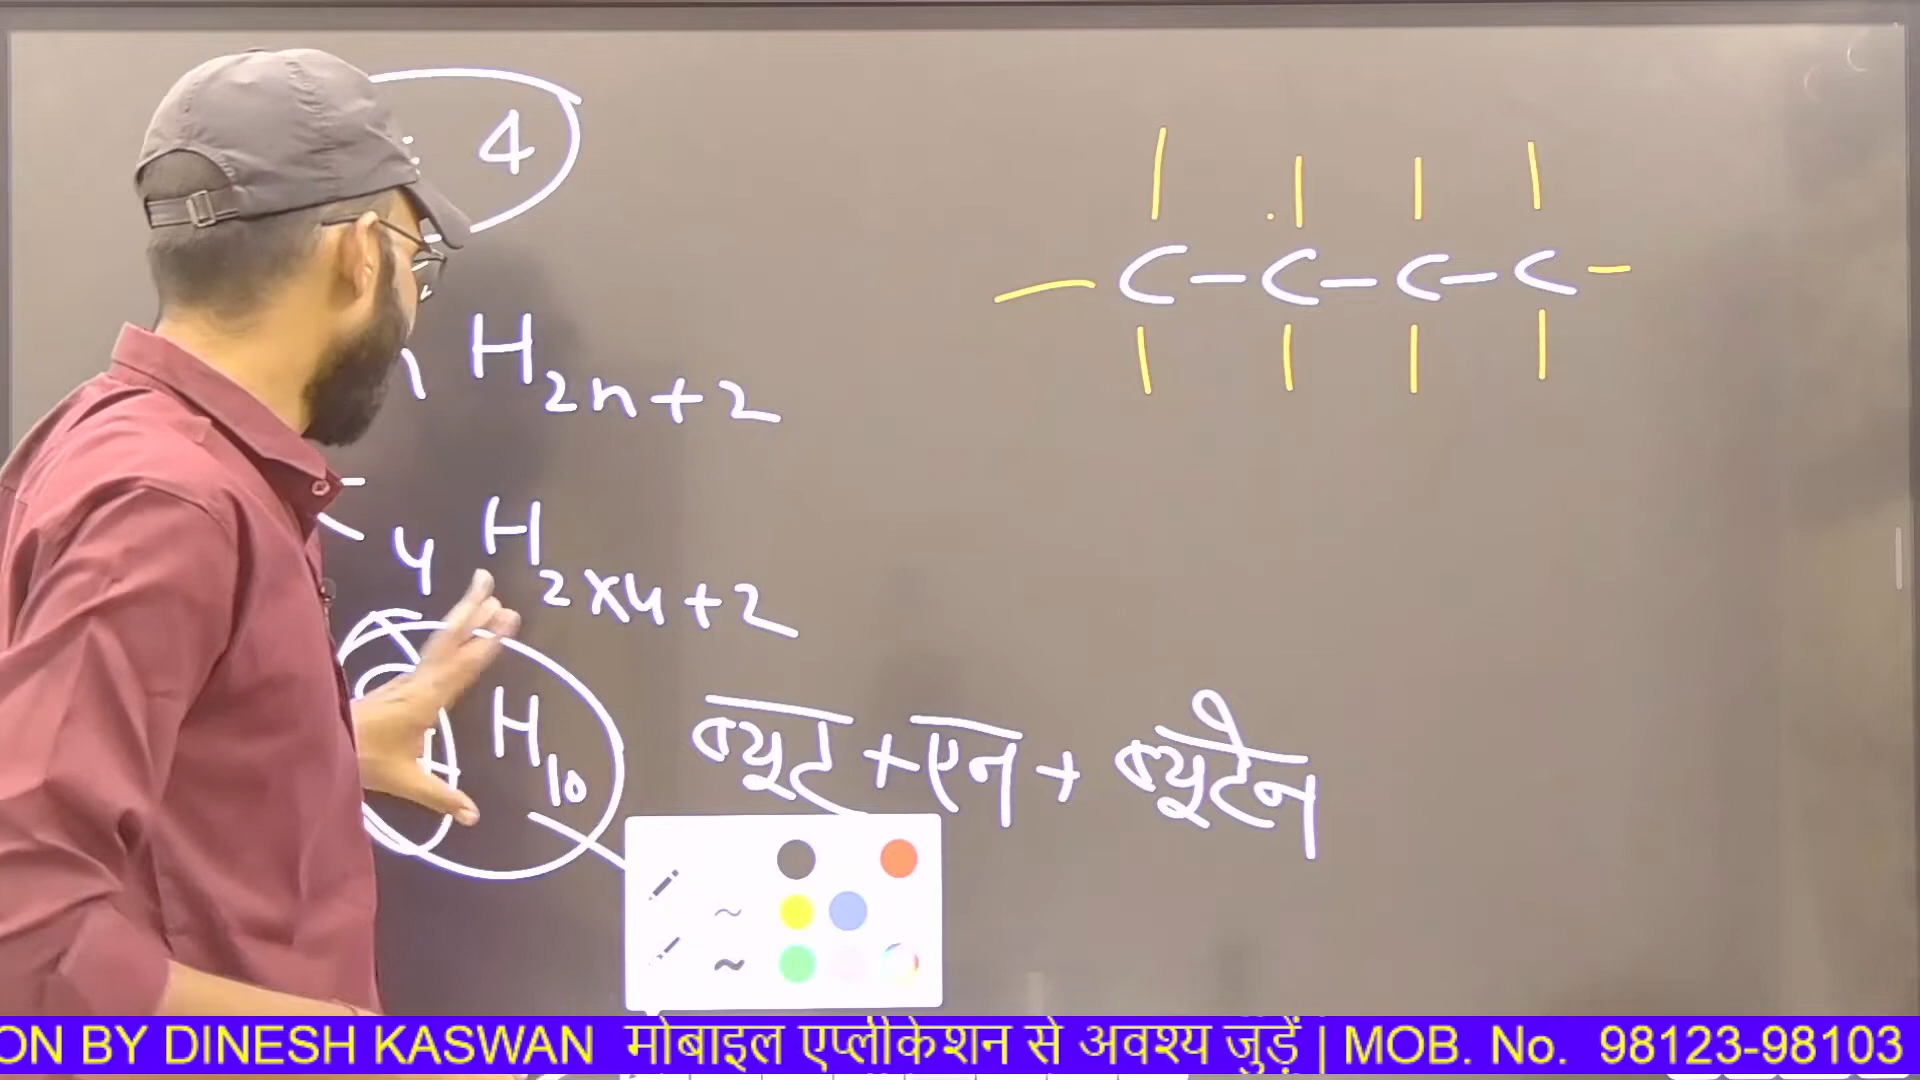 4
H2n+2
4 H2x4+2
H10 ब्यूट + एन + ब्यूटेन
C-C-C-C
ON BY DINESH KASWAN मोबाइल एप्लीकेशन से अवश्य जुड़ें | MOB. No. 98123-98103